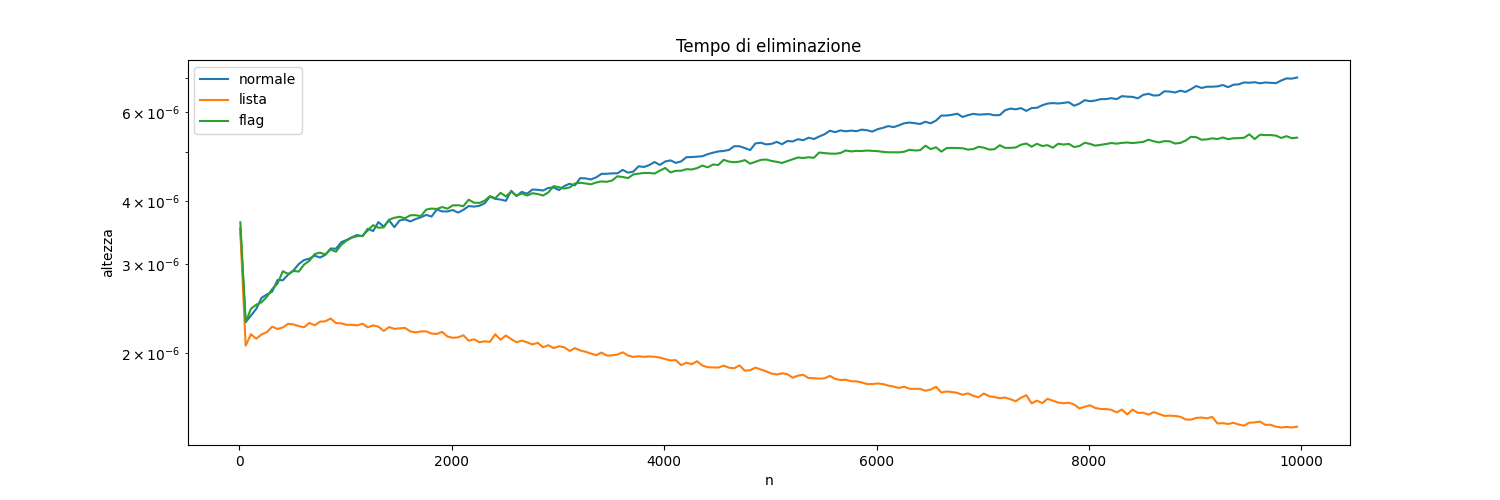 Tempo di eliminazione
normale
lista
flag
6 × 10⁻⁶
4 × 10⁻⁶
3 × 10⁻⁶
2 × 10⁻⁶
altezza
0 2000 4000 6000 8000 10000
n